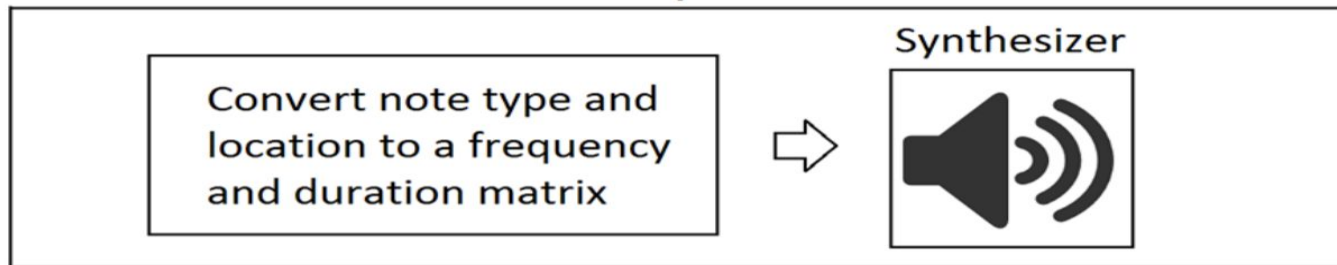 Synthesizer
Convert note type and
location to a frequency
and duration matrix